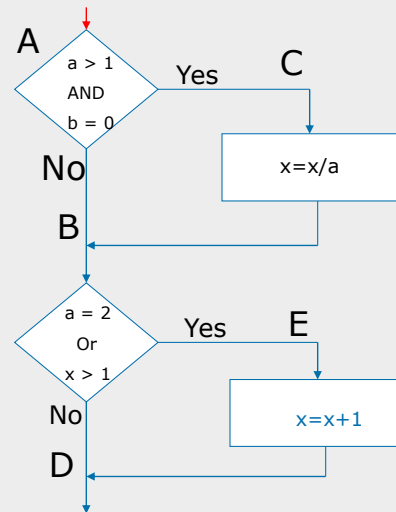 A
a > 1
AND
b = 0
Yes
C
x=x/a
No
B
a = 2
Or
x > 1
Yes
E
x=x+1
No
D